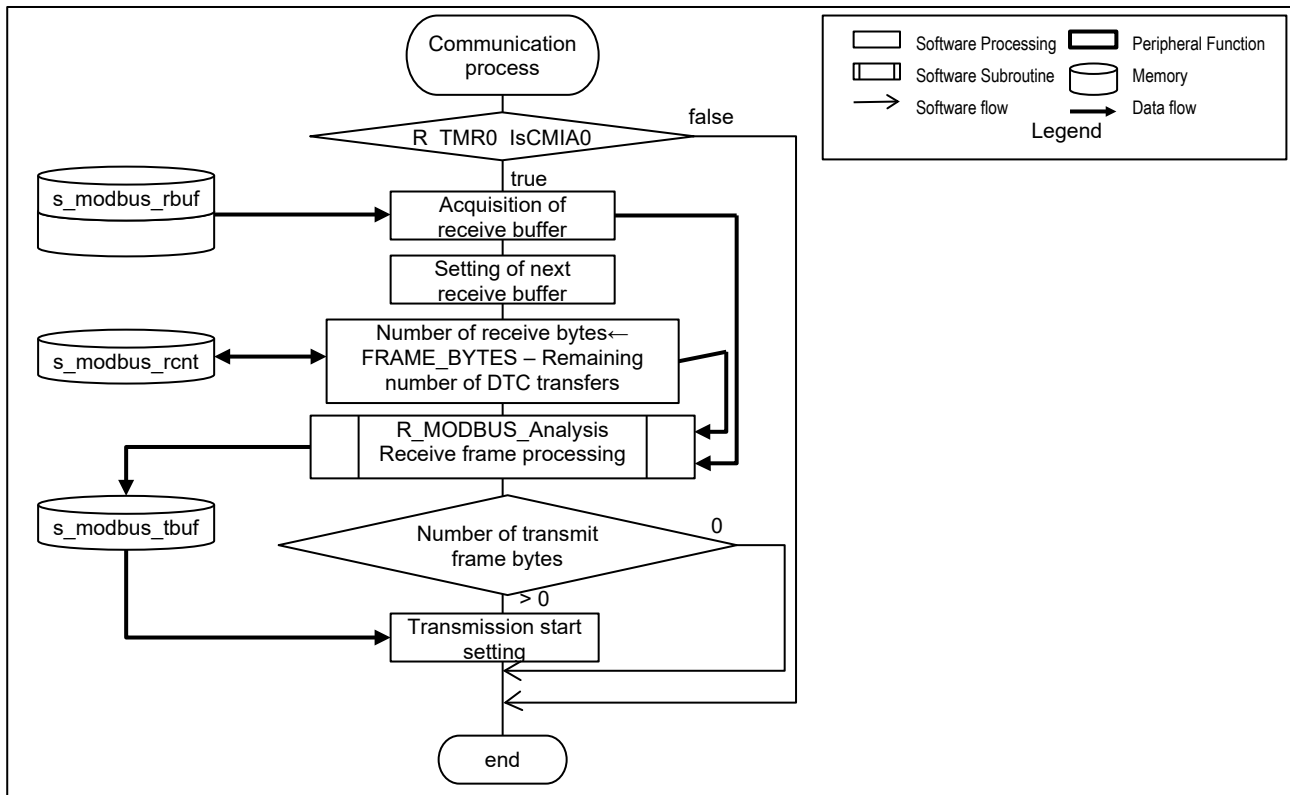 Communication
process
R_TMR0_IsCMIA0
false
true
s_modbus_rbuf
Acquisition of
receive buffer
Setting of next
receive buffer
s_modbus_rcnt
Number of receive bytes←
FRAME_BYTES – Remaining
number of DTC transfers
R_MODBUS_Analysis
Receive frame processing
s_modbus_tbuf
Number of transmit
frame bytes
0
> 0
Transmission start
setting
end
Software Processing
Peripheral Function
Software Subroutine
Memory
Software flow
Data flow
Legend